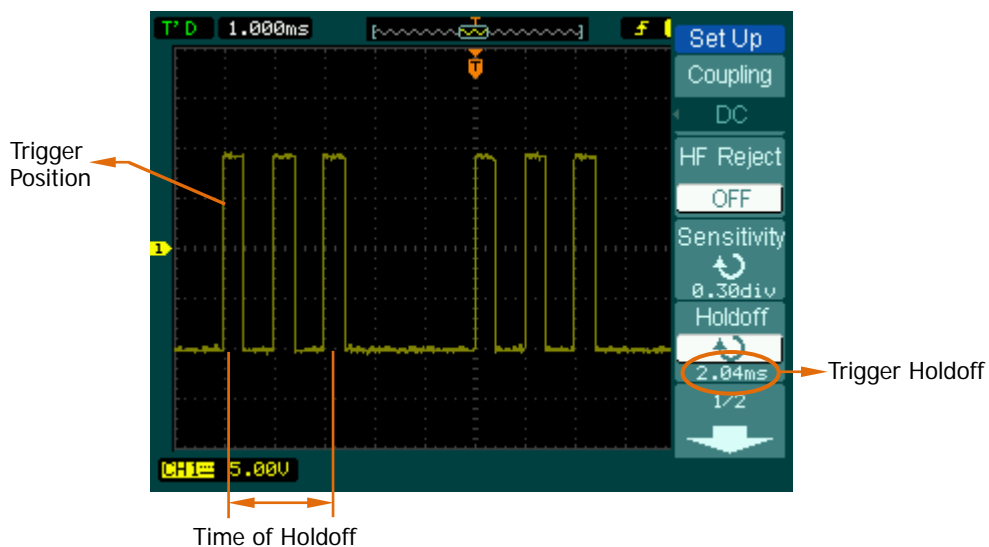 T’D 1.000ms
T
T
1
CH1 5.00V
Set Up
Coupling
DC
HF Reject
OFF
Sensitivity
0.30div
Holdoff
2.04ms
1/2
Trigger
Position
Trigger Holdoff
Time of Holdoff